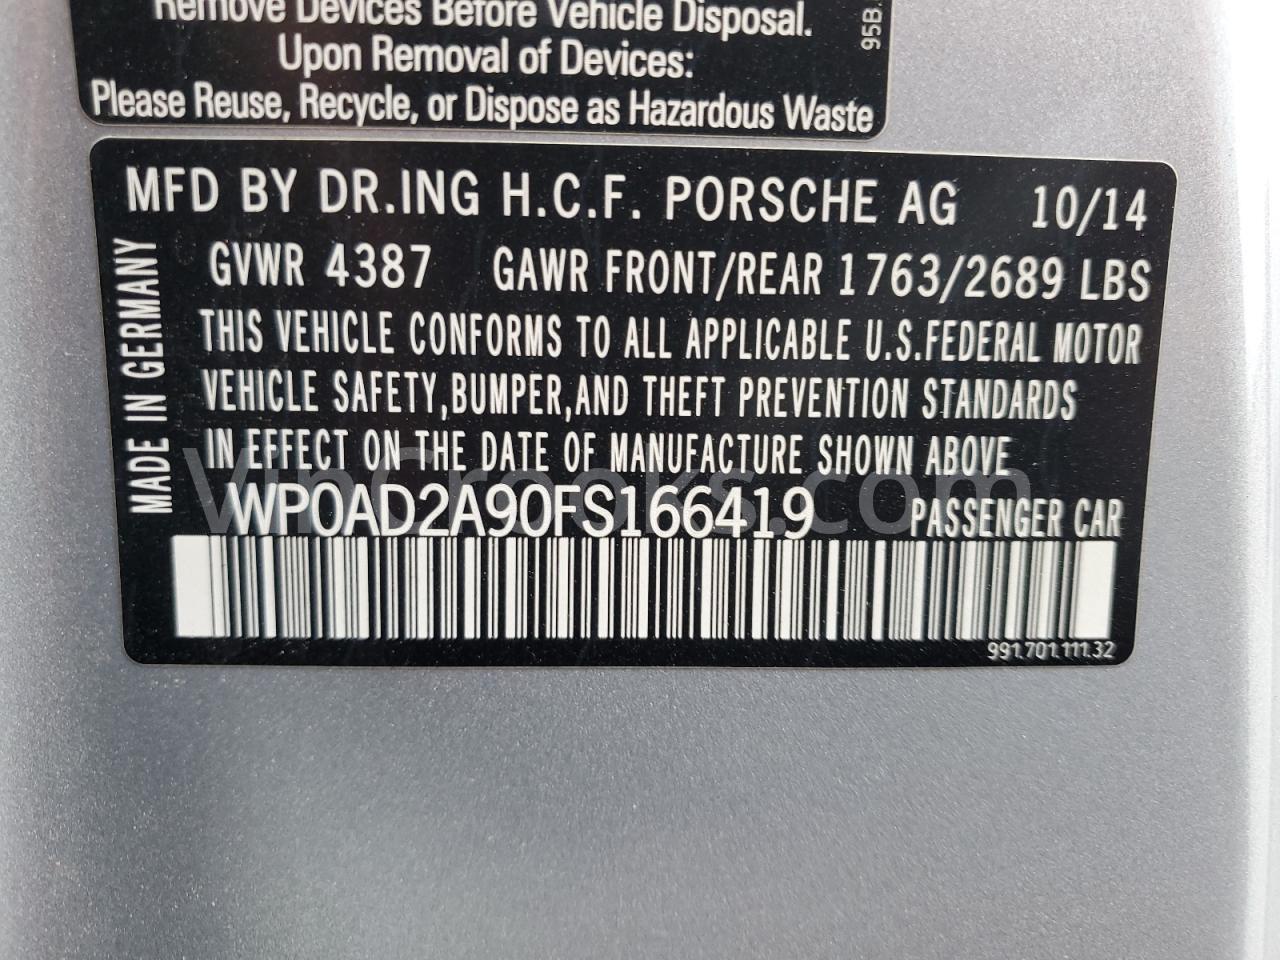 Remove Devices Before Vehicle Disposal.
Upon Removal of Devices:
Please Reuse, Recycle, or Dispose as Hazardous Waste
95B.
MFD BY DR.ING H.C.F. PORSCHE AG 10/14
GVWR 4387 GAWR FRONT/REAR 1763/2689 LBS
THIS VEHICLE CONFORMS TO ALL APPLICABLE U.S.FEDERAL MOTOR
VEHICLE SAFETY,BUMPER,AND THEFT PREVENTION STANDARDS
IN EFFECT ON THE DATE OF MANUFACTURE SHOWN ABOVE
WP0AD2A90FS166419 PASSENGER CAR
MADE IN GERMANY
991.701.111.32
VinCrooks.com